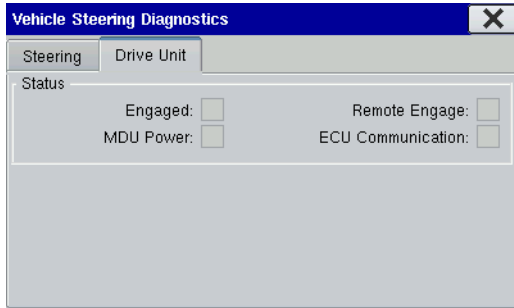 Vehicle Steering Diagnostics
Steering Drive Unit
Status
Engaged: Remote Engage:
MDU Power: ECU Communication: